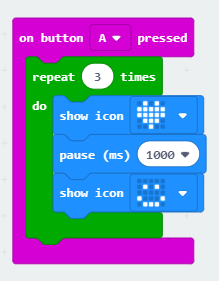 on button A pressed
repeat 3 times
do
show icon
pause (ms) 1000
show icon